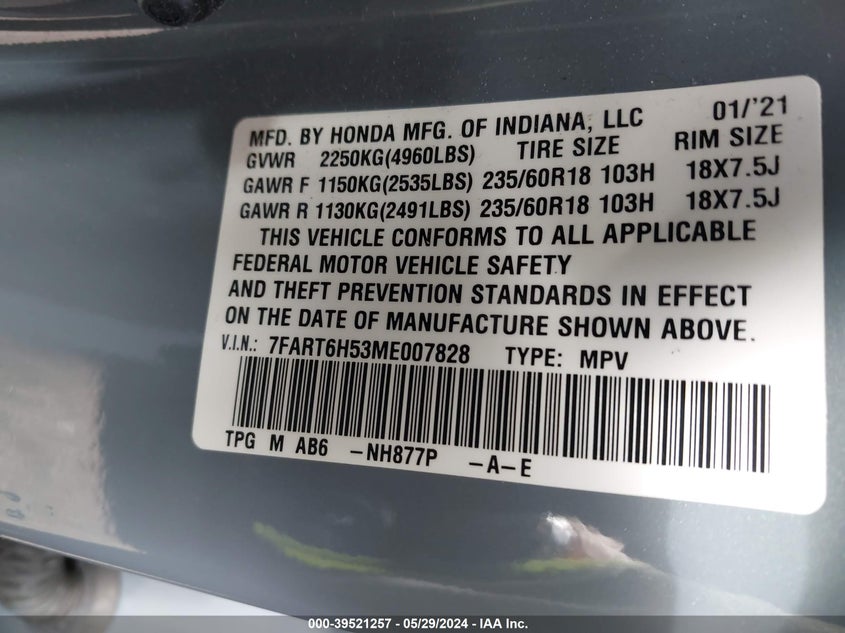 MFD. BY HONDA MFG. OF INDIANA, LLC 01/'21
GVWR 2250KG(4960LBS) TIRE SIZE RIM SIZE
GAWR F 1150KG(2535LBS) 235/60R18 103H 18X7.5J
GAWR R 1130KG(2491LBS) 235/60R18 103H 18X7.5J
THIS VEHICLE CONFORMS TO ALL APPLICABLE
FEDERAL MOTOR VEHICLE SAFETY
AND THEFT PREVENTION STANDARDS IN EFFECT
ON THE DATE OF MANUFACTURE SHOWN ABOVE.
V.I.N.: 7FART6H53ME007828 TYPE: MPV
TPG M AB6 -NH877P -A-E
000-39521257 - 05/29/2024 - IAA Inc.